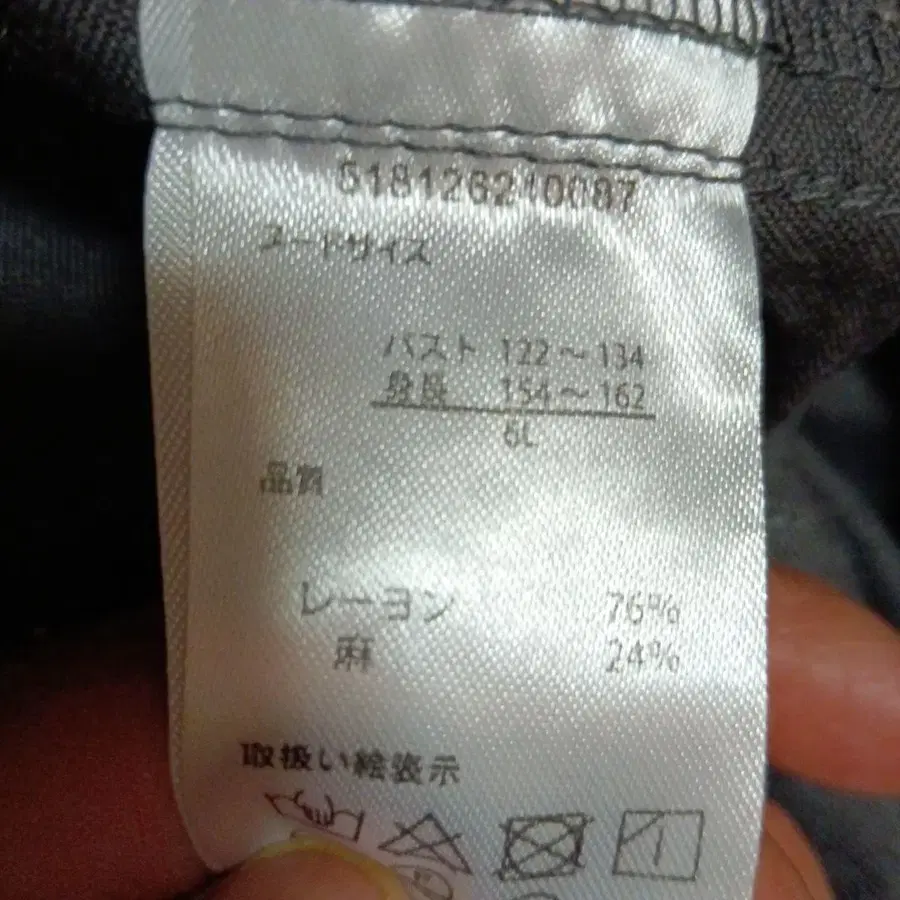 518126240087
ヌードサイズ
バスト 122～134
身長 154～162
6L
品質
レーヨン 76%
麻 24%
取扱い絵表示